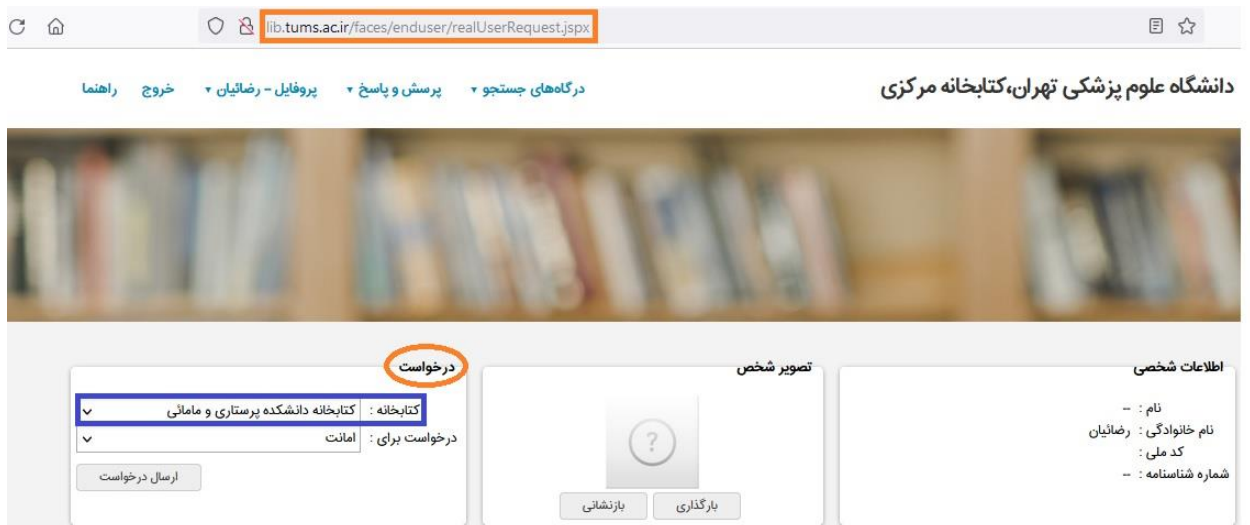 lib.tums.ac.ir/faces/enduser/realUserRequest.jspx
دانشگاه علوم پزشکی تهران،کتابخانه مرکزی
درگاه‌های جستجو ▾ پرسش و پاسخ ▾ پروفایل - رضائیان ▾ خروج راهنما
اطلاعات شخصی
نام : --
نام خانوادگی : رضائیان
کد ملی :
شماره شناسنامه : --
تصویر شخص
?
بارگذاری بازنشانی
درخواست
کتابخانه : کتابخانه دانشکده پرستاری و مامائی
درخواست برای : امانت
ارسال درخواست